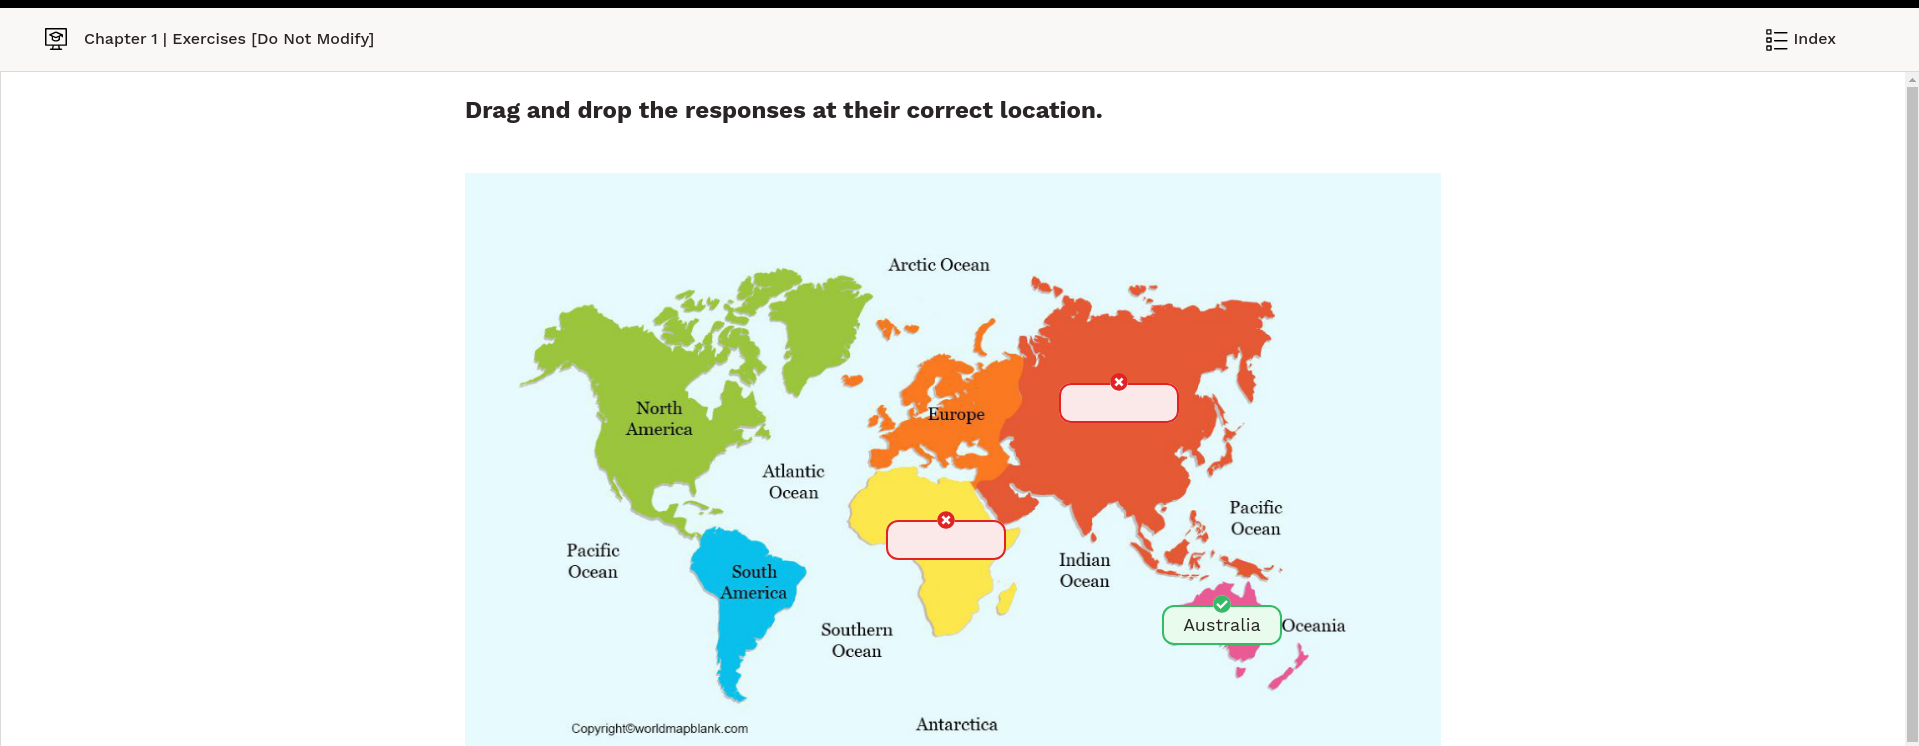 Chapter 1 | Exercises [Do Not Modify]
Index
Drag and drop the responses at their correct location.
Arctic Ocean
North
America
Europe
Atlantic
Ocean
Pacific
Ocean
Pacific
Ocean
Indian
Ocean
South
America
Southern
Ocean
Australia
Oceania
Antarctica
Copyright©worldmapblank.com